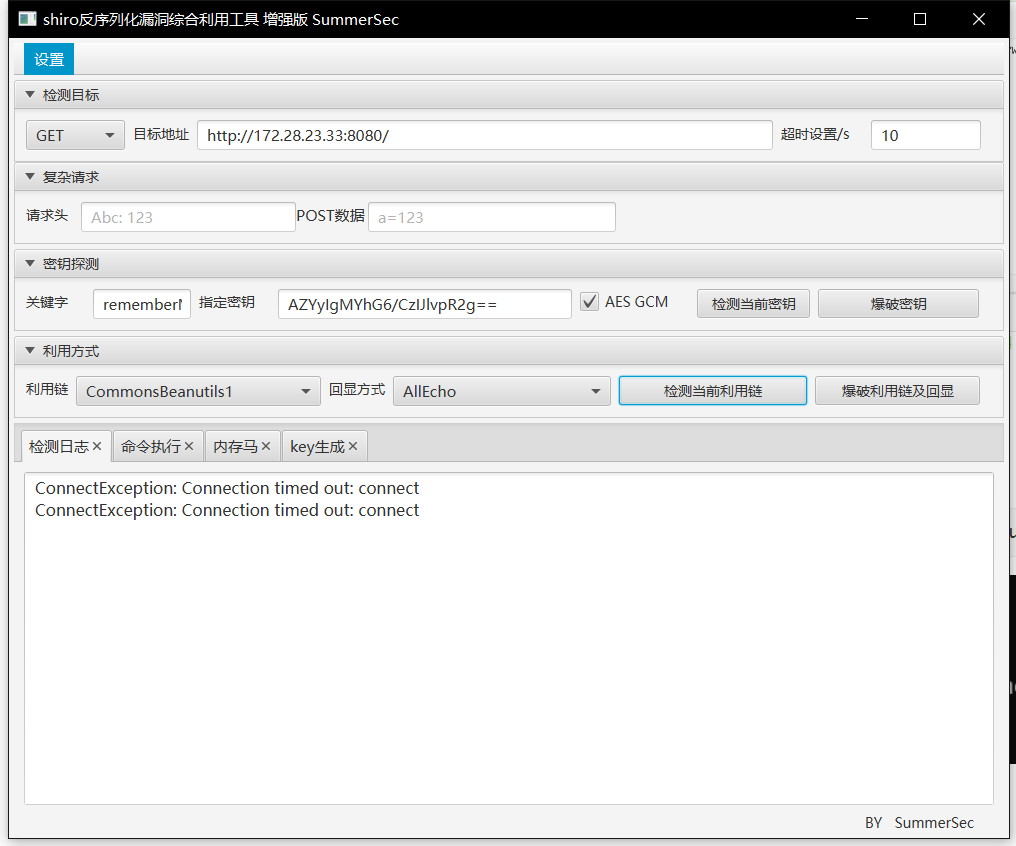 shiro反序列化漏洞综合利用工具 增强版 SummerSec
设置
检测目标
GET 目标地址 http://172.28.23.33:8080/ 超时设置/s 10
复杂请求
请求头 Abc: 123 POST数据 a=123
密钥探测
关键字 指定密钥 AZYyIgMYhG6/CzIJlvpR2g== AES GCM 检测当前密钥 爆破密钥
利用方式
利用链 CommonsBeanutils1 回显方式 AllEcho 检测当前利用链 爆破利用链及回显
检测日志 命令执行 内存马 key生成
ConnectException: Connection timed out: connect
ConnectException: Connection timed out: connect
BY SummerSec